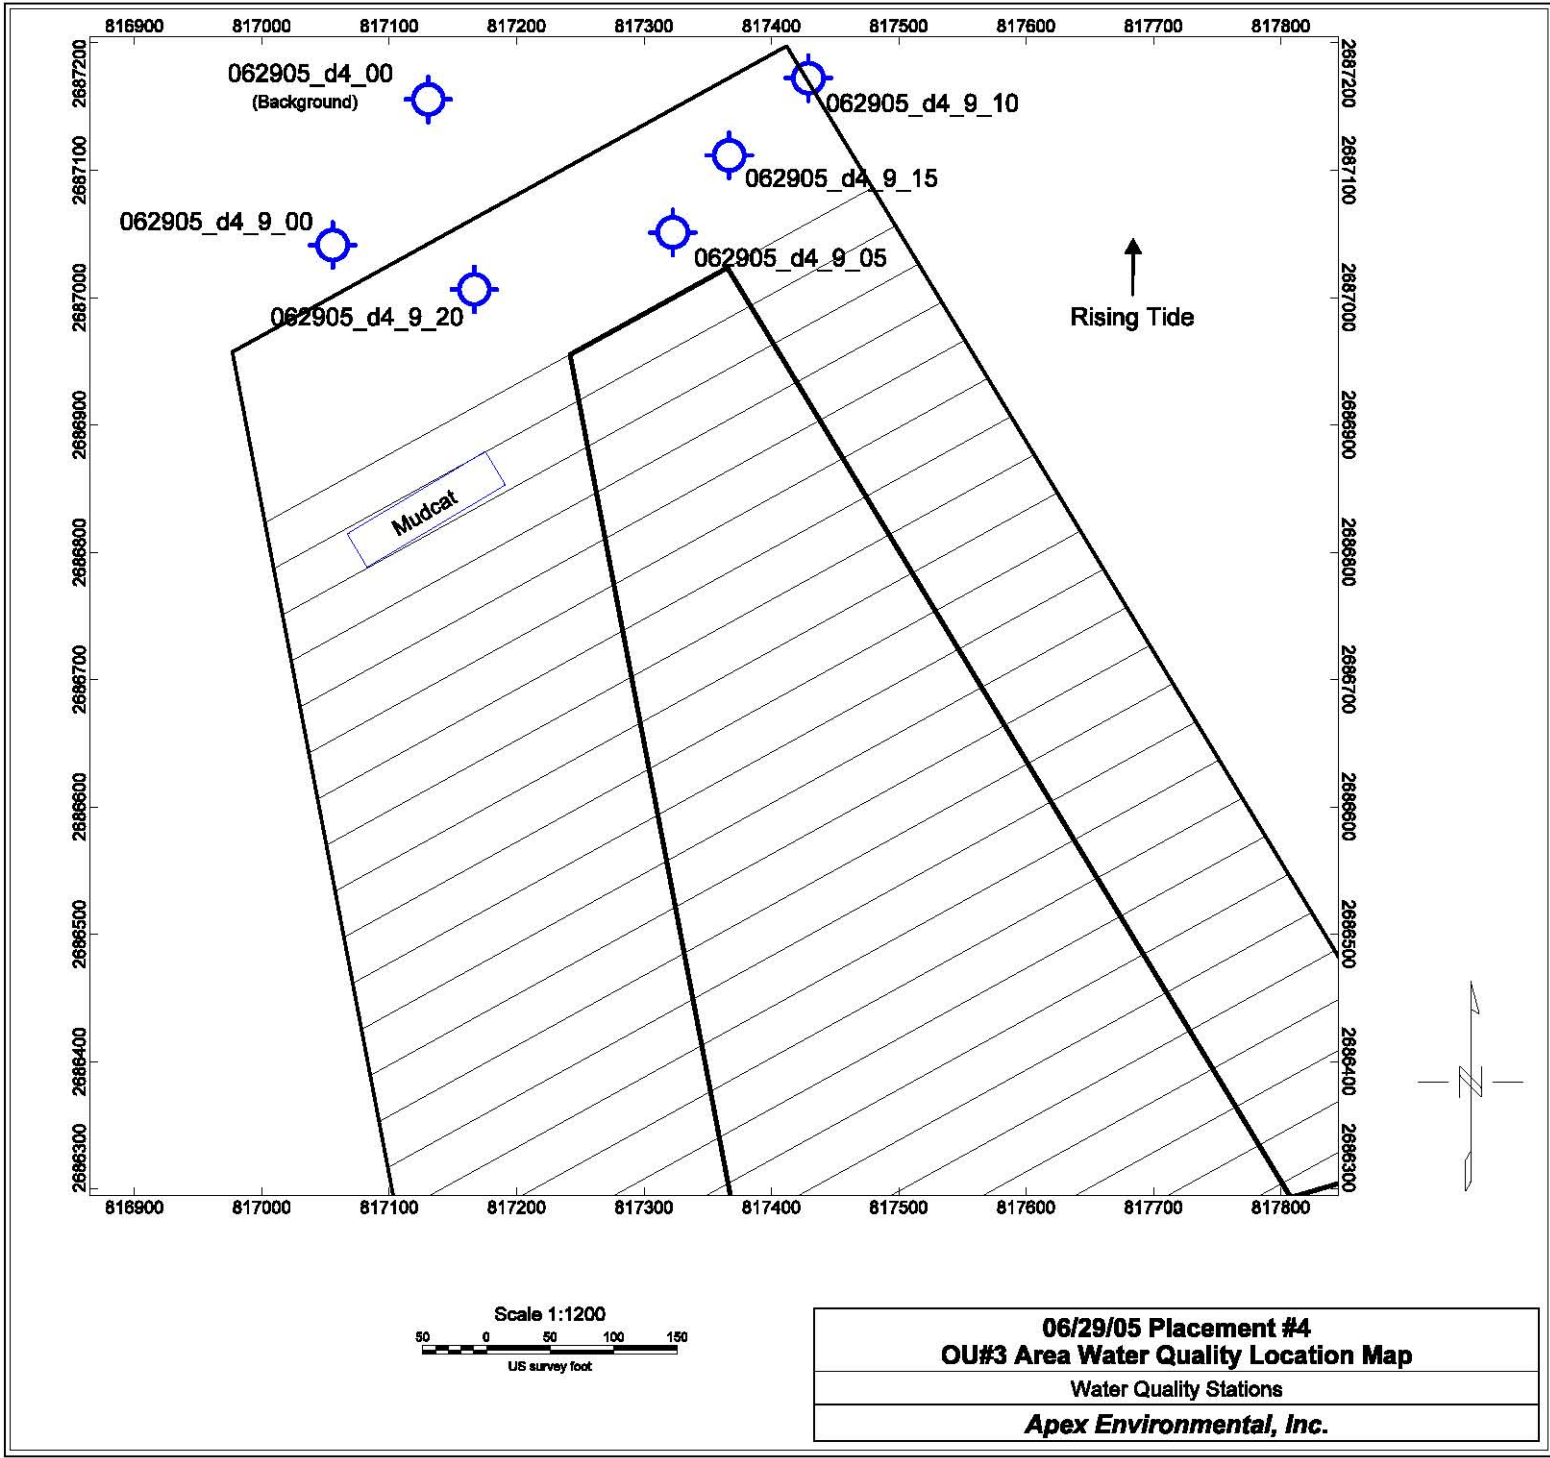 816900 817000 817100 817200 817300 817400 817500 817600 817700 817800
2687200
2687100
2687000
2686900
2686800
2686700
2686600
2686500
2686400
2686300
2687200
2687100
2687000
2686900
2686800
2686700
2686600
2686500
2686400
2686300
062905_d4_00
(Background)
062905_d4_9_10
062905_d4_9_15
062905_d4_9_00
062905_d4_9_05
062905_d4_9_20
Rising Tide
Mudcat
N
816900 817000 817100 817200 817300 817400 817500 817600 817700 817800
Scale 1:1200
50 0 50 100 150
US survey foot
06/29/05 Placement #4
OU#3 Area Water Quality Location Map
Water Quality Stations
Apex Environmental, Inc.